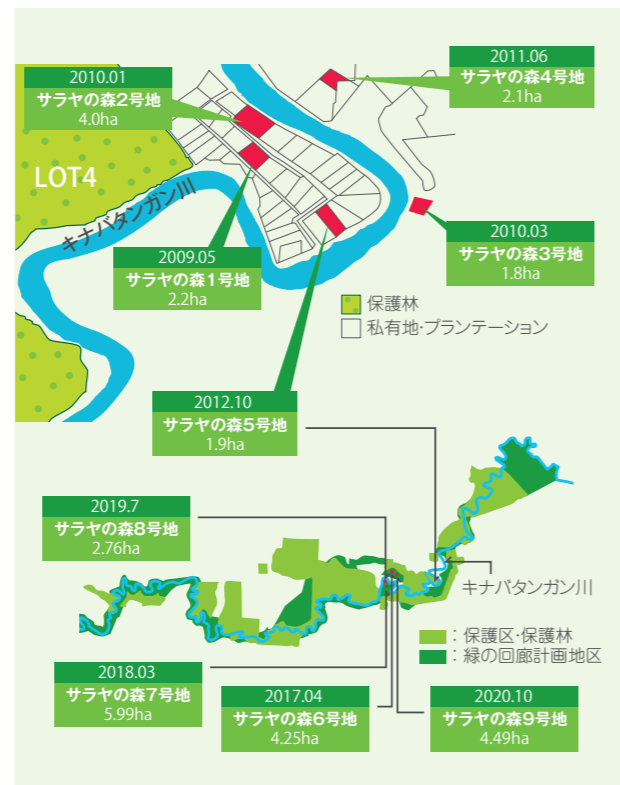 2011.06
サラヤの森4号地
2.1ha
2010.01
サラヤの森2号地
4.0ha
LOT4
キナバタンガン川
2010.03
サラヤの森3号地
1.8ha
2009.05
サラヤの森1号地
2.2ha
保護林
私有地・プランテーション
2012.10
サラヤの森5号地
1.9ha
2019.7
サラヤの森8号地
2.76ha
キナバタンガン川
：保護区・保護林
：緑の回廊計画地区
2018.03
サラヤの森7号地
5.99ha
2017.04
サラヤの森6号地
4.25ha
2020.10
サラヤの森9号地
4.49ha